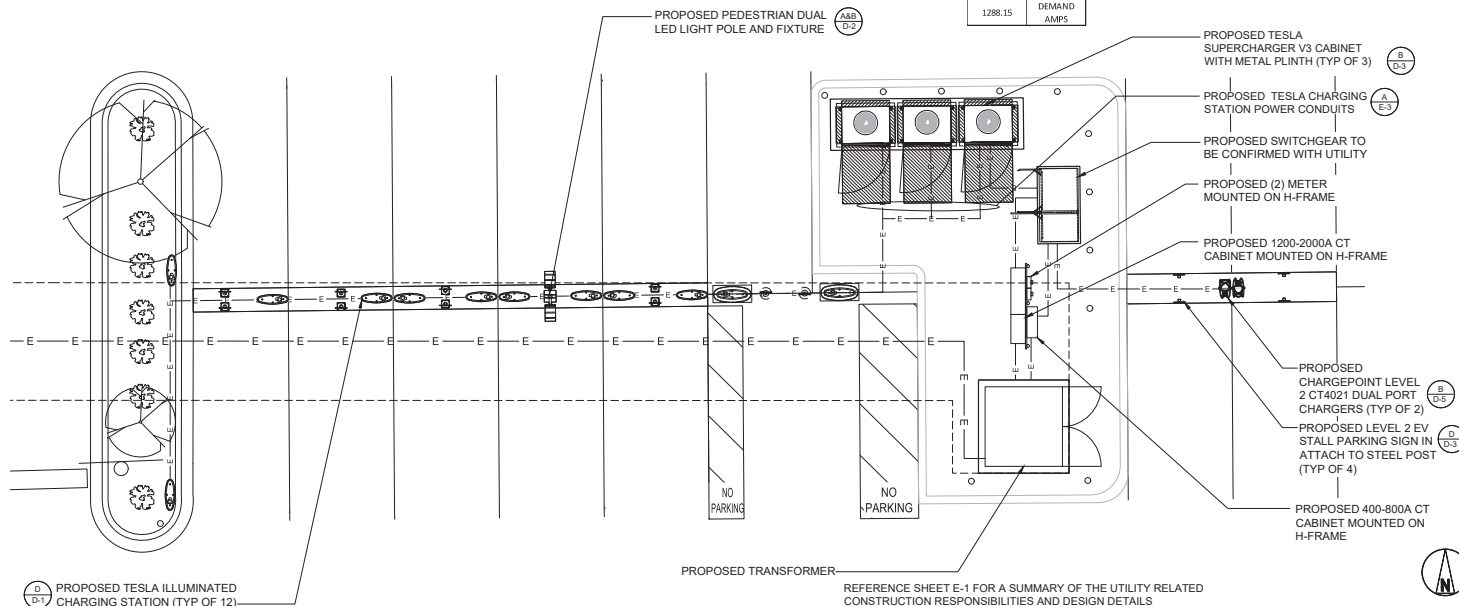 PROPOSED PEDESTRIAN DUAL
LED LIGHT POLE AND FIXTURE
A&B
D-2
1288.15
DEMAND
AMPS
PROPOSED TESLA
SUPERCHARGER V3 CABINET
WITH METAL PLINTH (TYP OF 3)
B
D-3
PROPOSED TESLA CHARGING
STATION POWER CONDUITS
A
E-3
PROPOSED SWITCHGEAR TO
BE CONFIRMED WITH UTILITY
PROPOSED (2) METER
MOUNTED ON H-FRAME
PROPOSED 1200-2000A CT
CABINET MOUNTED ON H-FRAME
E E E E E E E E E E E E E
PROPOSED
CHARGEPOINT LEVEL
2 CT4021 DUAL PORT
CHARGERS (TYP OF 2)
B
D-5
PROPOSED LEVEL 2 EV
STALL PARKING SIGN IN
ATTACH TO STEEL POST
(TYP OF 4)
D
D-3
NO
PARKING
NO
PARKING
PROPOSED 400-800A CT
CABINET MOUNTED ON
H-FRAME
PROPOSED TRANSFORMER
D
D-1
PROPOSED TESLA ILLUMINATED
CHARGING STATION (TYP OF 12)
REFERENCE SHEET E-1 FOR A SUMMARY OF THE UTILITY RELATED
CONSTRUCTION RESPONSIBILITIES AND DESIGN DETAILS
N